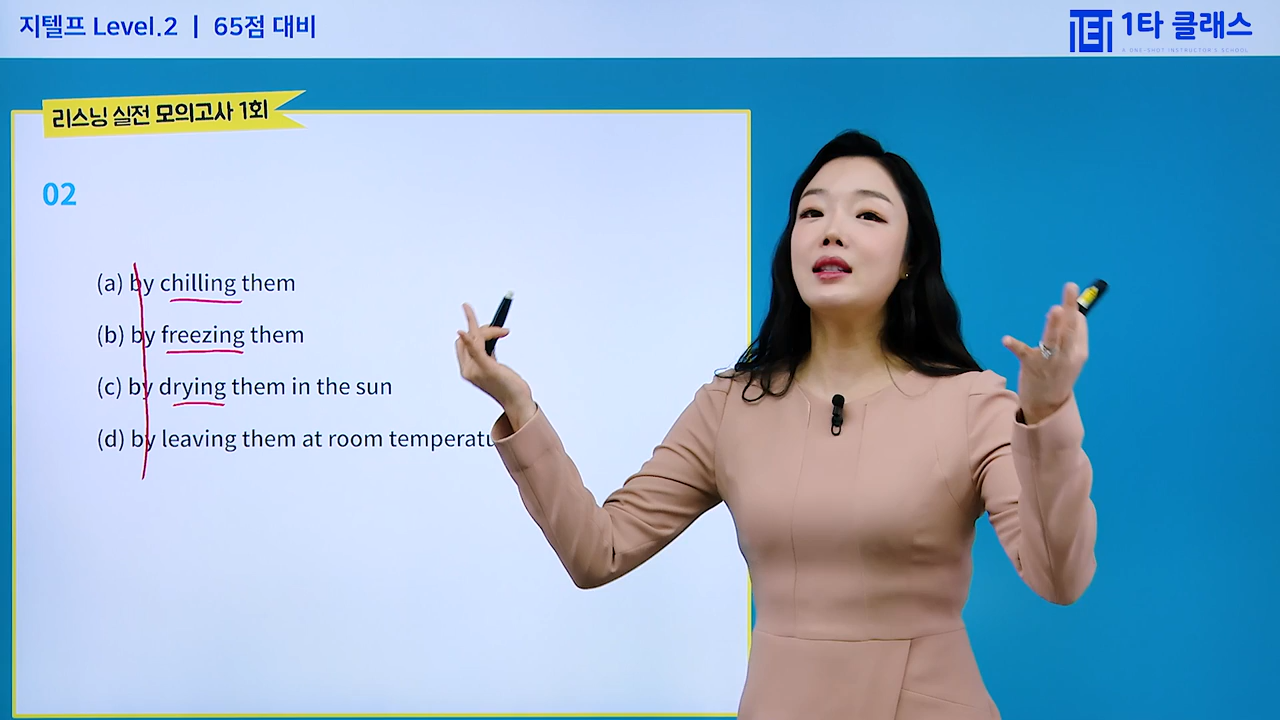 지텔프 Level.2 | 65점 대비
1타 클래스
A ONE-SHOT INSTRUCTOR'S SCHOOL
리스닝 실전 모의고사 1회
02
(a) by chilling them
(b) by freezing them
(c) by drying them in the sun
(d) by leaving them at room